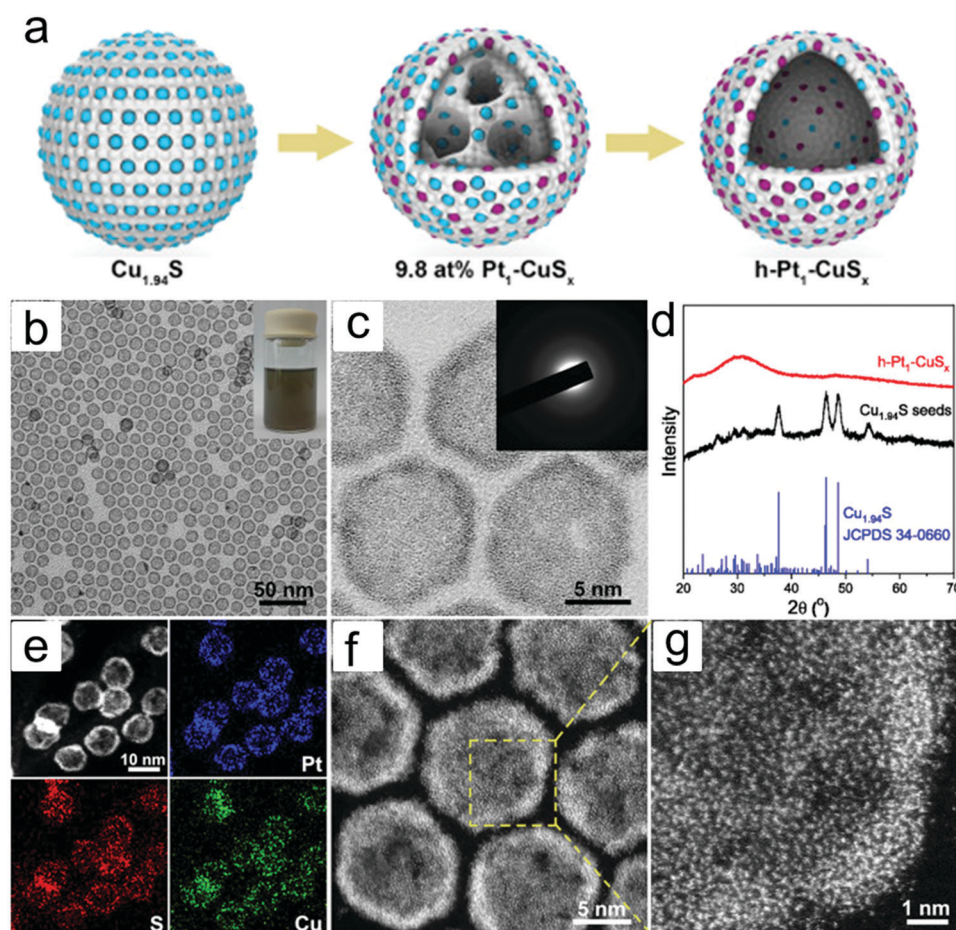 a
Cu₁.₉₄S
9.8 at% Pt₁-CuSₓ
h-Pt₁-CuSₓ
b
50 nm
c
5 nm
d
h-Pt₁-CuSₓ
Cu₁.₉₄S seeds
Cu₁.₉₄S
JCPDS 34-0660
Intensity
20 30 40 50 60 70
2θ (°)
e
10 nm
Pt
S
Cu
f
5 nm
g
1 nm